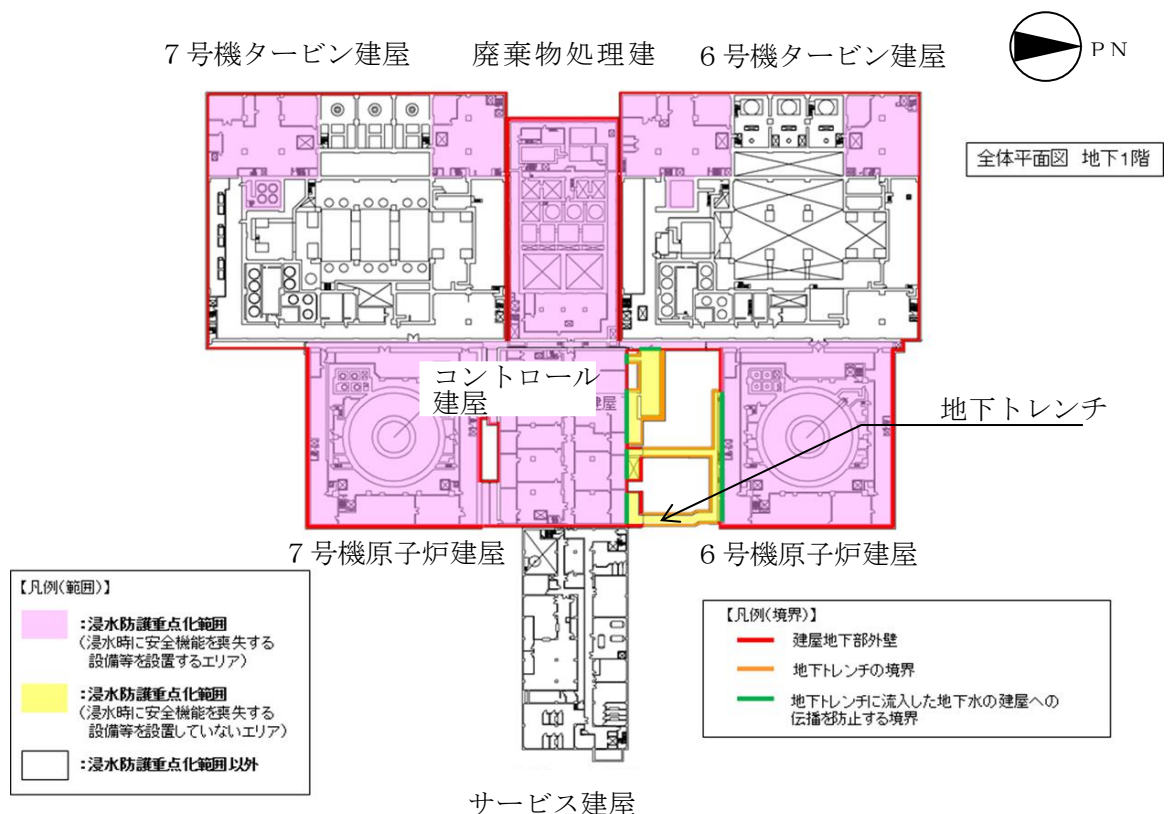 7号機タービン建屋
廃棄物処理建
6号機タービン建屋
PN
全体平面図 地下1階
コントロール
建屋
建屋
地下トレンチ
7号機原子炉建屋
6号機原子炉建屋
【凡例(範囲)】
:浸水防護重点化範囲
(浸水時に安全機能を喪失する
設備等を設置するエリア)
:浸水防護重点化範囲
(浸水時に安全機能を喪失する
設備等を設置していないエリア)
:浸水防護重点化範囲以外
【凡例(境界)】
建屋地下部外壁
地下トレンチの境界
地下トレンチに流入した地下水の建屋への
伝播を防止する境界
サービス建屋